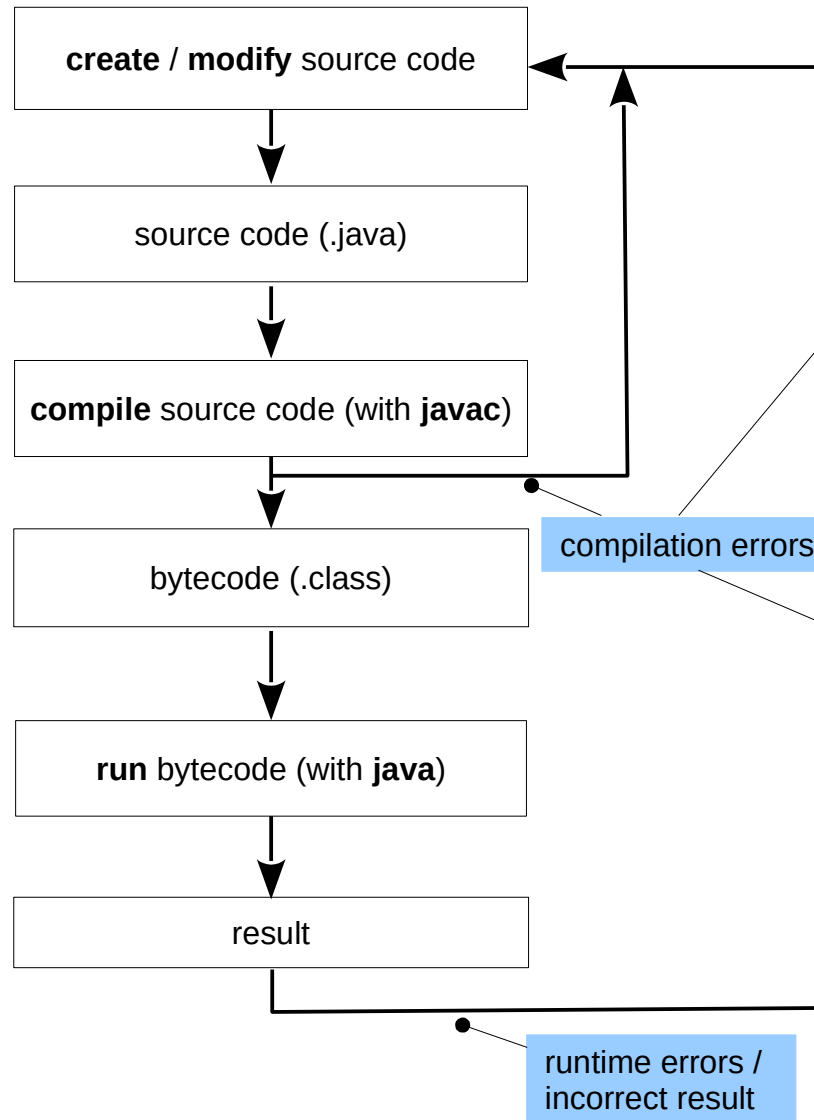 create / modify source code
source code (.java)
compile source code (with javac)
compilation errors
bytecode (.class)
run bytecode (with java)
result
runtime errors /
incorrect result